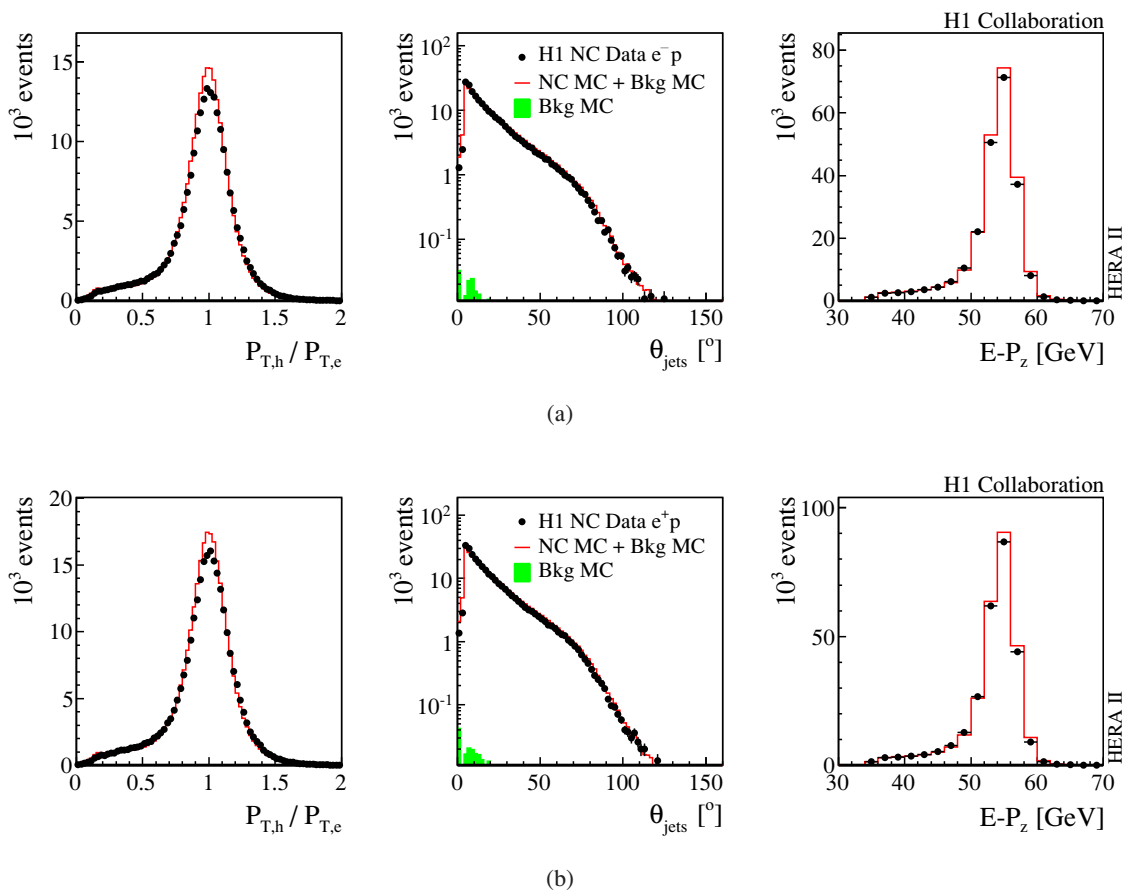 H1 Collaboration
10³ events
15
10
5
0
0 0.5 1 1.5 2
P_T,h / P_T,e
10³ events
10²
10
1
10⁻¹
0 50 100 150
θ_jets [°]
H1 NC Data e⁻p
NC MC + Bkg MC
Bkg MC
10³ events
80
60
40
20
0
30 40 50 60 70
E-P_z [GeV]
HERA II
(a)
H1 Collaboration
10³ events
20
15
10
5
0
0 0.5 1 1.5 2
P_T,h / P_T,e
10³ events
10²
10
1
10⁻¹
0 50 100 150
θ_jets [°]
H1 NC Data e⁺p
NC MC + Bkg MC
Bkg MC
10³ events
100
50
0
30 40 50 60 70
E-P_z [GeV]
HERA II
(b)